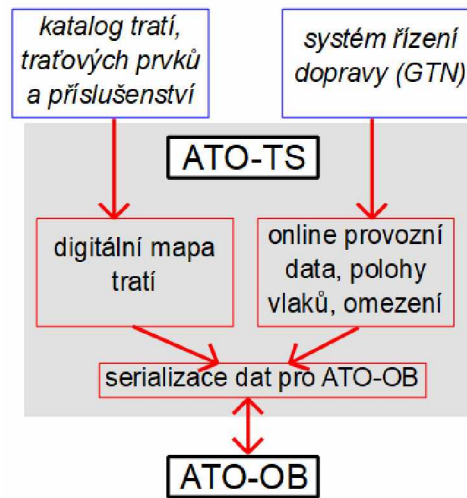 katalog tratí,
traťových prvků
a příslušenství
systém řízení
dopravy (GTN)
ATO-TS
digitální mapa
tratí
online provozní
data, polohy
vlaků, omezení
serializace dat pro ATO-OB
ATO-OB